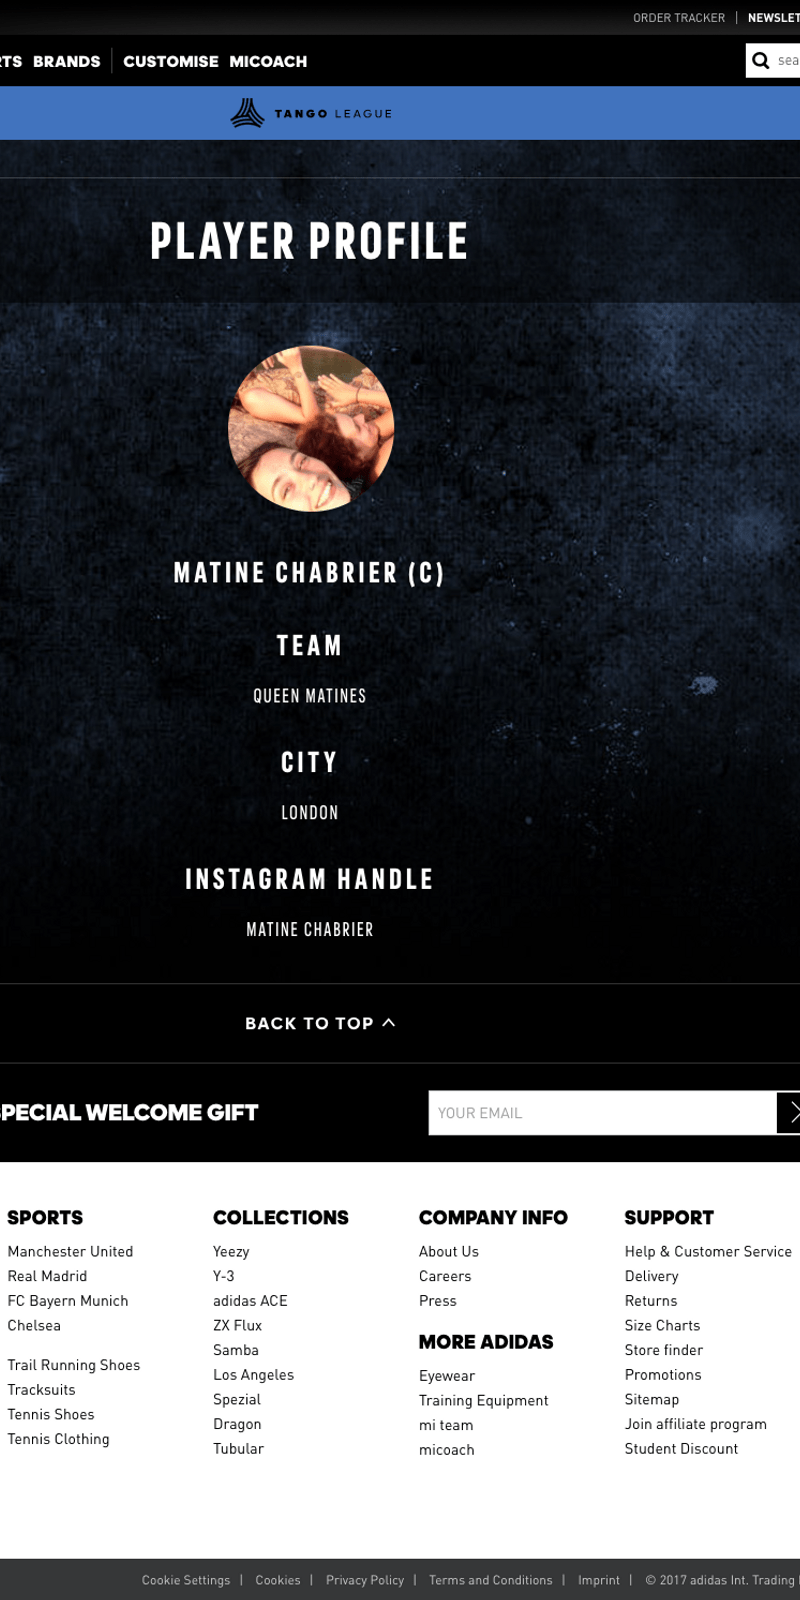 ORDER TRACKER | NEWSLET
RTS BRANDS | CUSTOMISE MICOACH
sea
TANGO LEAGUE
PLAYER PROFILE
MATINE CHABRIER (C)
TEAM
QUEEN MATINES
CITY
LONDON
INSTAGRAM HANDLE
MATINE CHABRIER
BACK TO TOP
SPECIAL WELCOME GIFT
YOUR EMAIL
SPORTS
Manchester United
Real Madrid
FC Bayern Munich
Chelsea
Trail Running Shoes
Tracksuits
Tennis Shoes
Tennis Clothing
COLLECTIONS
Yeezy
Y-3
adidas ACE
ZX Flux
Samba
Los Angeles
Spezial
Dragon
Tubular
COMPANY INFO
About Us
Careers
Press
MORE ADIDAS
Eyewear
Training Equipment
mi team
micoach
SUPPORT
Help & Customer Service
Delivery
Returns
Size Charts
Store finder
Promotions
Sitemap
Join affiliate program
Student Discount
Cookie Settings | Cookies | Privacy Policy | Terms and Conditions | Imprint | © 2017 adidas Int. Trading